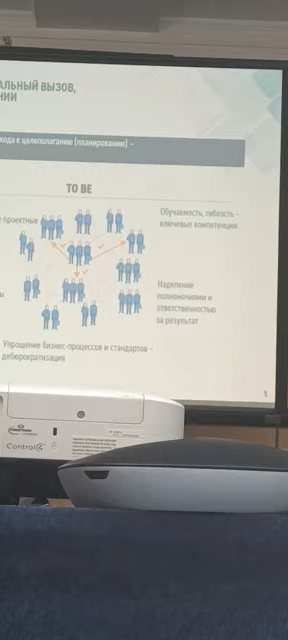 АЛЬНЫЙ ВЫЗОВ,
НИИ
хода к целеполаганию (планированию) –
TO BE
е проектные
Обучаемость, гибкость -
ключевые компетенции
Наделение
полномочиями и
ответственностью
за результат
ы
Упрощение бизнес-процессов и стандартов –
дебюрократизация
5
Control4